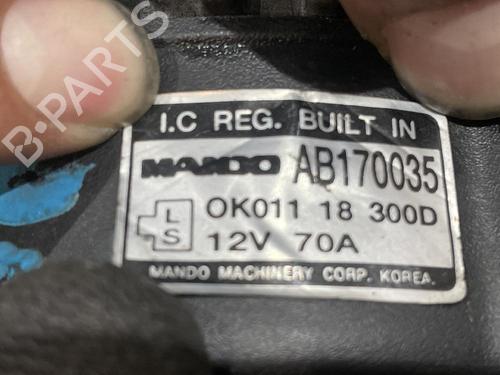 B·PARTS
I.C REG. BUILT IN
MANDO AB170035
L OK011 18 300D
S 12V 70A
MANDO MACHINERY CORP. KOREA.